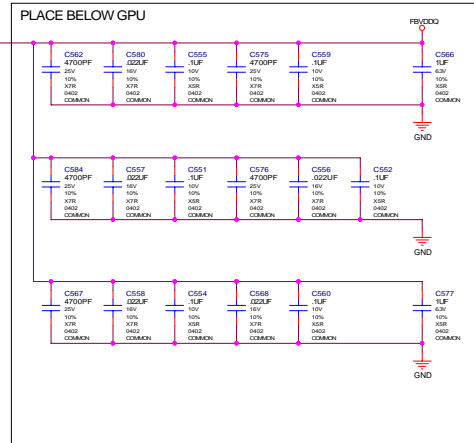 PLACE BELOW GPU
FBVDDQ
C562
4700PF
25V
10%
X7R
0402
COMMON
C580
.022UF
16V
10%
X7R
0402
COMMON
C555
.1UF
10V
10%
X5R
0402
COMMON
C575
4700PF
25V
10%
X7R
0402
COMMON
C559
.1UF
10V
10%
X5R
0402
COMMON
C566
1UF
6.3V
10%
X5R
0402
COMMON
GND
C584
4700PF
25V
10%
X7R
0402
COMMON
C557
.022UF
16V
10%
X7R
0402
COMMON
C551
.1UF
10V
10%
X5R
0402
COMMON
C576
4700PF
25V
10%
X7R
0402
COMMON
C556
.022UF
16V
10%
X7R
0402
COMMON
C552
.1UF
10V
10%
X5R
0402
COMMON
GND
C567
4700PF
25V
10%
X7R
0402
COMMON
C558
.022UF
16V
10%
X7R
0402
COMMON
C554
.1UF
10V
10%
X5R
0402
COMMON
C568
.022UF
16V
10%
X7R
0402
COMMON
C560
.1UF
10V
10%
X5R
0402
COMMON
C577
1UF
6.3V
10%
X5R
0402
COMMON
GND